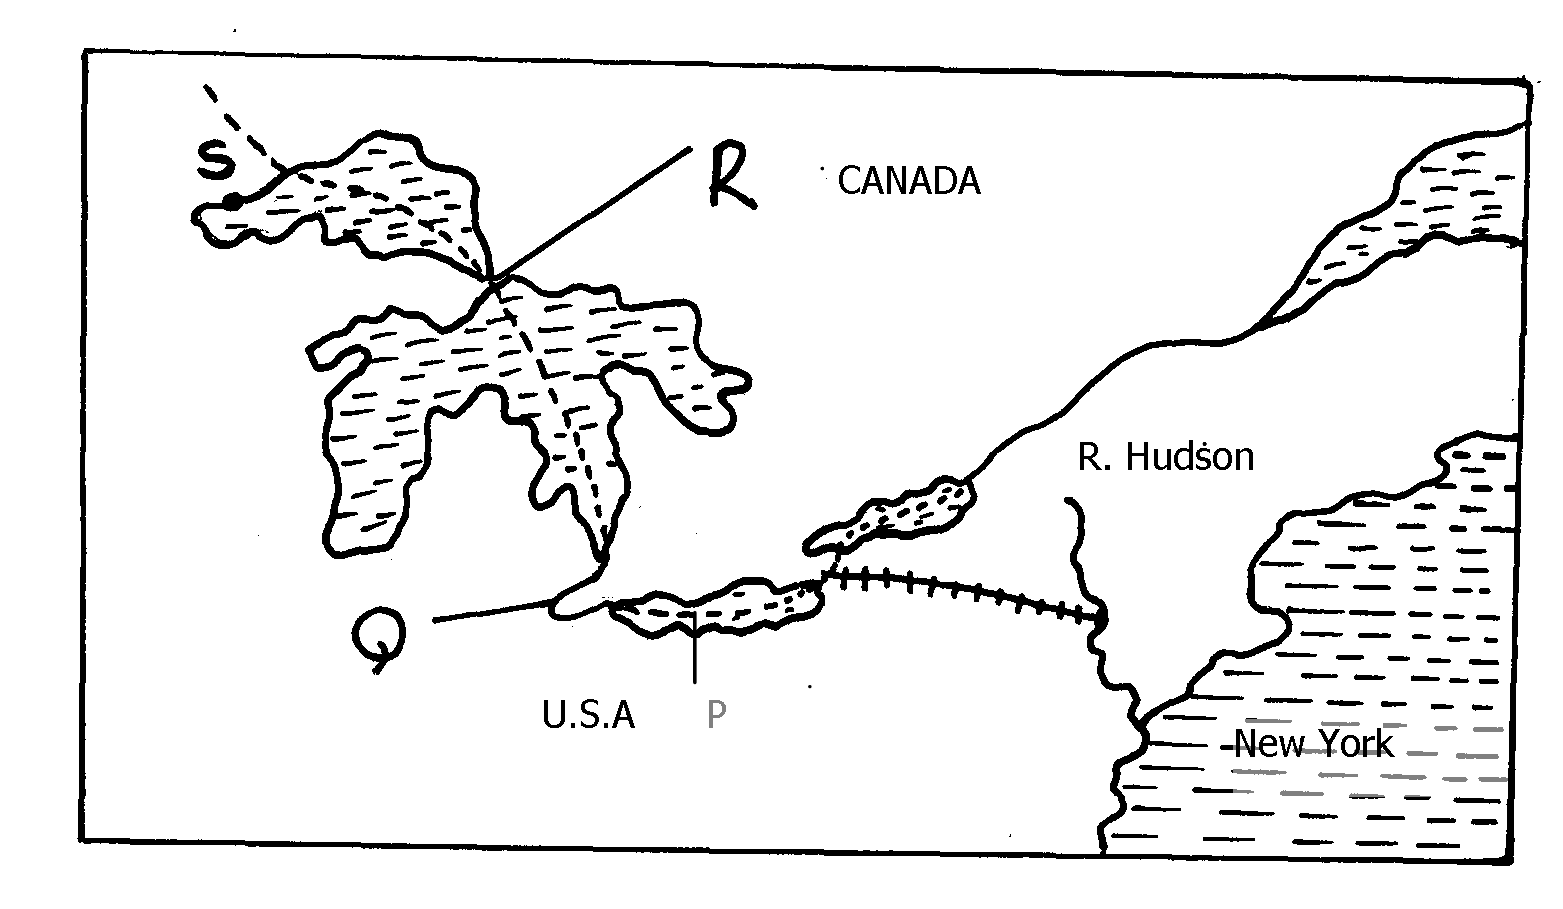 S
R
CANADA
R. Hudson
Q
U.S.A
P
New York